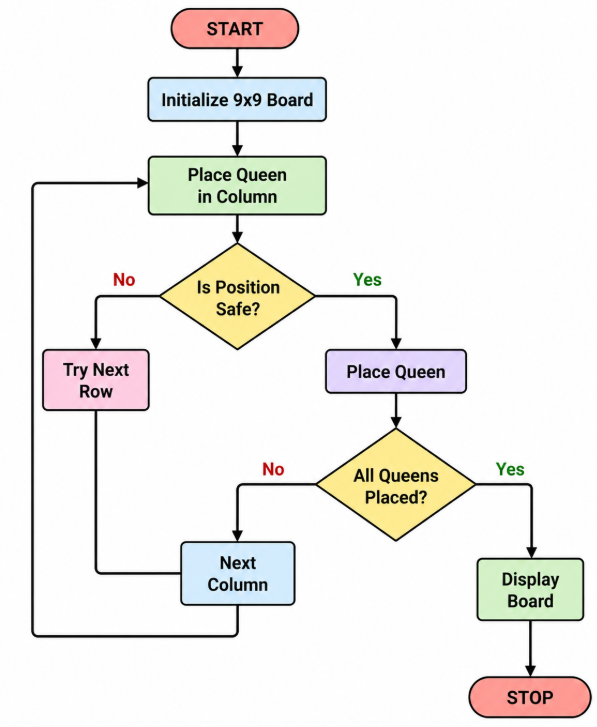 START
Initialize 9x9 Board
Place Queen
in Column
Is Position
Safe?
No
Yes
Try Next
Row
Place Queen
All Queens
Placed?
No
Yes
Next
Column
Display
Board
STOP